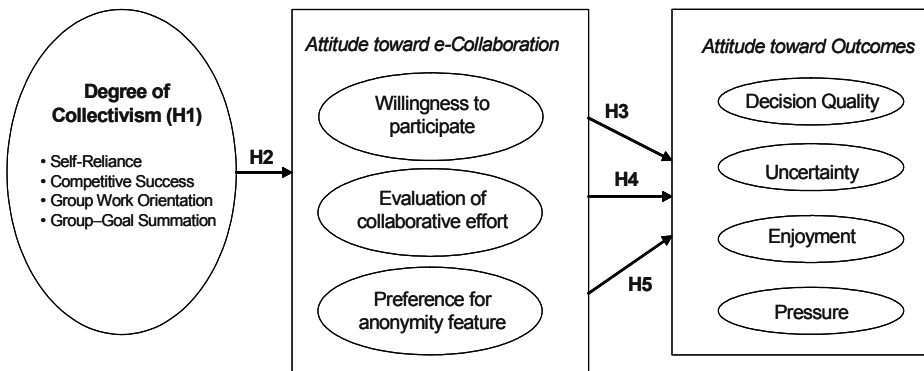 Degree of
Collectivism (H1)
• Self-Reliance
• Competitive Success
• Group Work Orientation
• Group–Goal Summation
H2
Attitude toward e-Collaboration
Willingness to
participate
Evaluation of
collaborative effort
Preference for
anonymity feature
H3
H4
H5
Attitude toward Outcomes
Decision Quality
Uncertainty
Enjoyment
Pressure